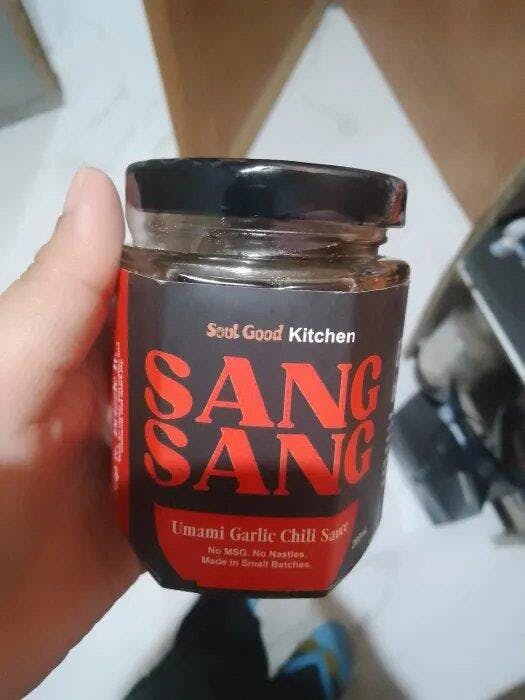 Soul Good Kitchen
SANG
SANG
Umami Garlic Chili Sauce
No MSG. No Nasties.
Made in Small Batches.